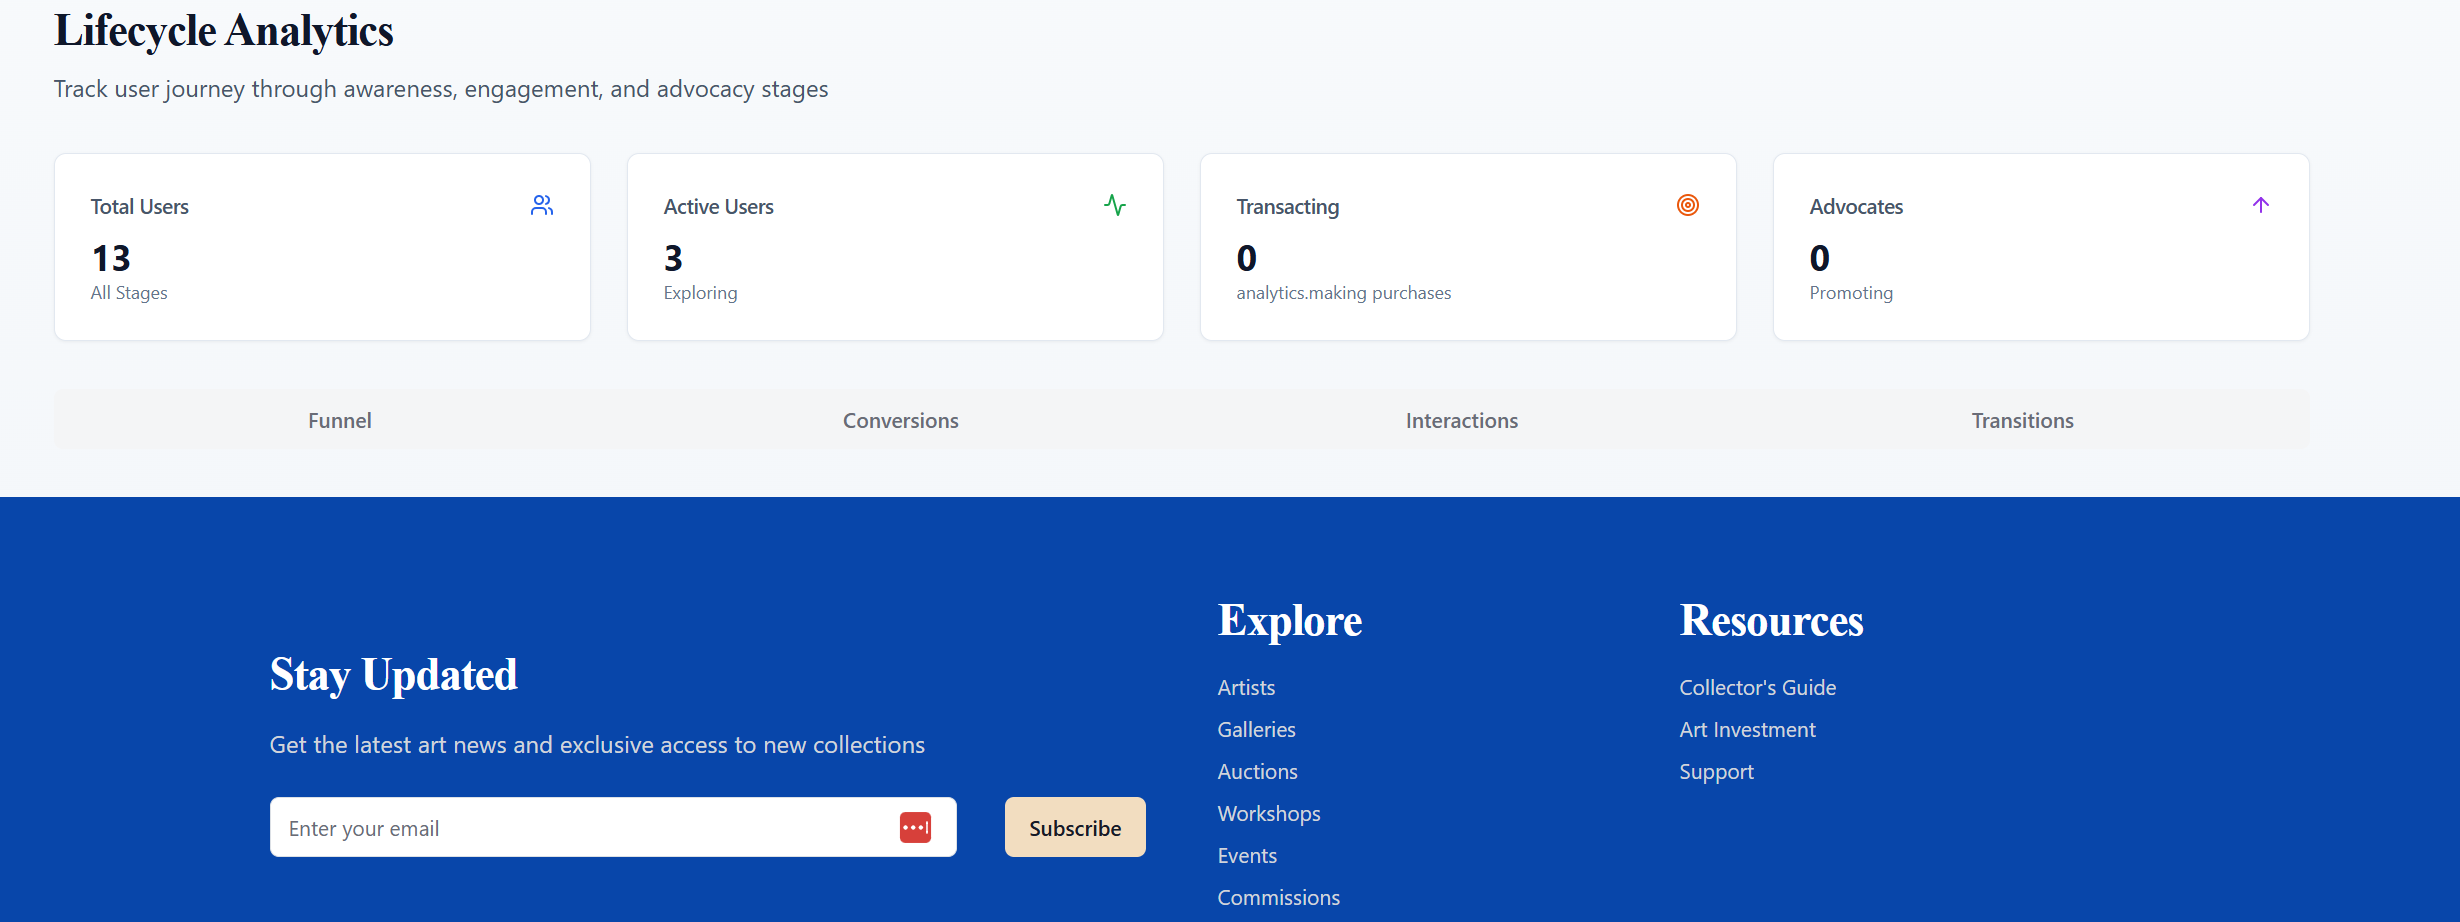 Lifecycle Analytics
Track user journey through awareness, engagement, and advocacy stages
Total Users
13
All Stages
Active Users
3
Exploring
Transacting
0
analytics.making purchases
Advocates
0
Promoting
Funnel
Conversions
Interactions
Transitions
Stay Updated
Get the latest art news and exclusive access to new collections
Enter your email
Subscribe
Explore
Artists
Galleries
Auctions
Workshops
Events
Commissions
Resources
Collector's Guide
Art Investment
Support